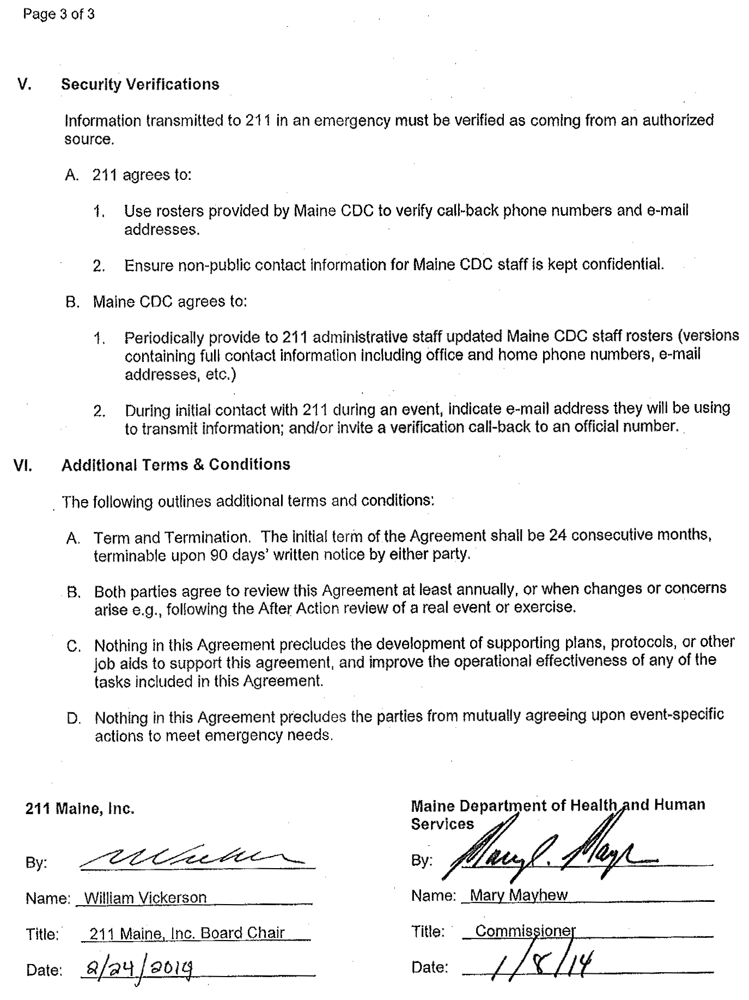 Page 3 of 3
V. Security Verifications
Information transmitted to 211 in an emergency must be verified as coming from an authorized
source.
A. 211 agrees to:
1. Use rosters provided by Maine CDC to verify call-back phone numbers and e-mail
addresses.
2. Ensure non-public contact information for Maine CDC staff is kept confidential.
B. Maine CDC agrees to:
1. Periodically provide to 211 administrative staff updated Maine CDC staff rosters (versions
containing full contact information including office and home phone numbers, e-mail
addresses, etc.)
2. During initial contact with 211 during an event, indicate e-mail address they will be using
to transmit information; and/or invite a verification call-back to an official number.
VI. Additional Terms & Conditions
The following outlines additional terms and conditions:
A. Term and Termination. The initial term of the Agreement shall be 24 consecutive months,
terminable upon 90 days' written notice by either party.
B. Both parties agree to review this Agreement at least annually, or when changes or concerns
arise e.g., following the After Action review of a real event or exercise.
C. Nothing in this Agreement precludes the development of supporting plans, protocols, or other
job aids to support this agreement, and improve the operational effectiveness of any of the
tasks included in this Agreement.
D. Nothing in this Agreement precludes the parties from mutually agreeing upon event-specific
actions to meet emergency needs.
211 Maine, Inc.
By:
Name: William Vickerson
Title: 211 Maine, Inc. Board Chair
Date: 2/24/2014
Maine Department of Health and Human
Services
By: Mary C. Mayhew
Name: Mary Mayhew
Title: Commissioner
Date: 1/8/14